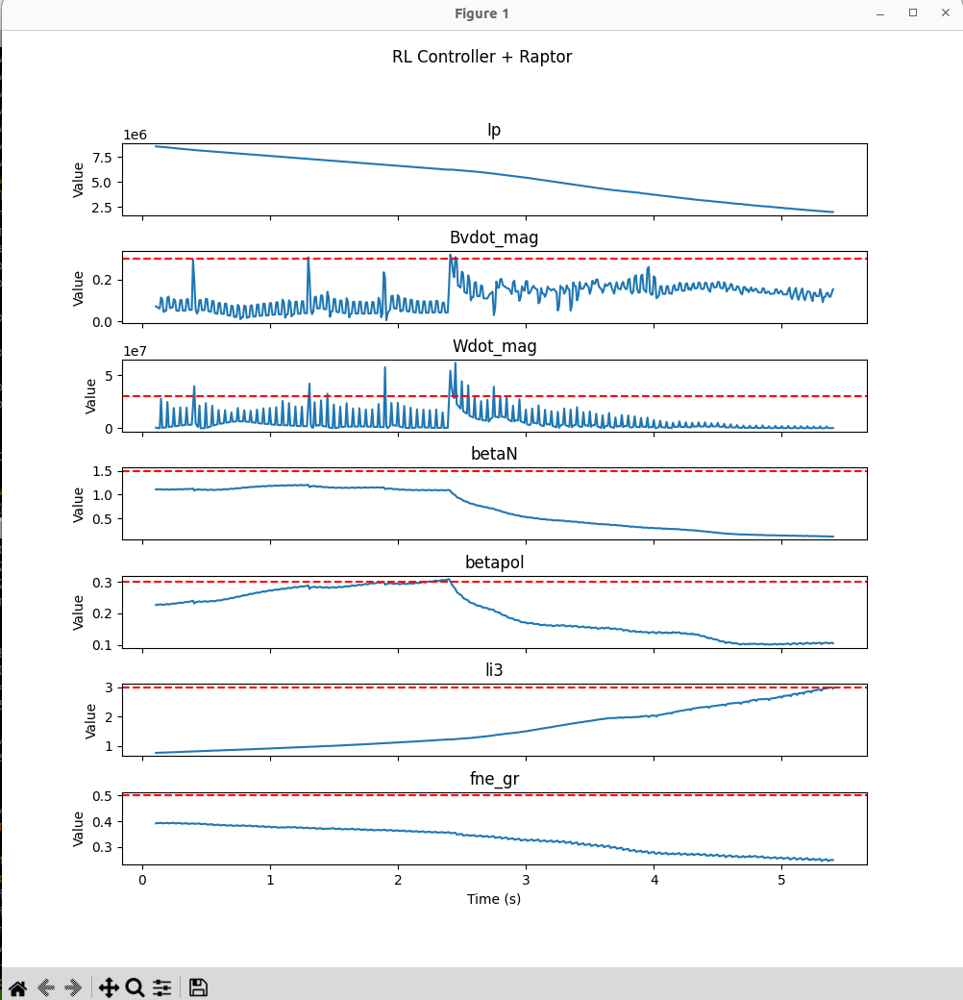 Figure 1
RL Controller + Raptor
Ip
1e6
7.5
5.0
2.5
Value
Bvdot_mag
0.2
0.0
Value
Wdot_mag
1e7
5
0
Value
betaN
1.5
1.0
0.5
Value
betapol
0.3
0.2
0.1
Value
li3
3
2
1
Value
fne_gr
0.5
0.4
0.3
Value
0 1 2 3 4 5
Time (s)